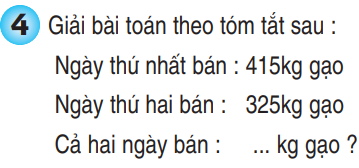 4 Giải bài toán theo tóm tắt sau :
Ngày thứ nhất bán : 415kg gạo
Ngày thứ hai bán : 325kg gạo
Cả hai ngày bán : ... kg gạo ?